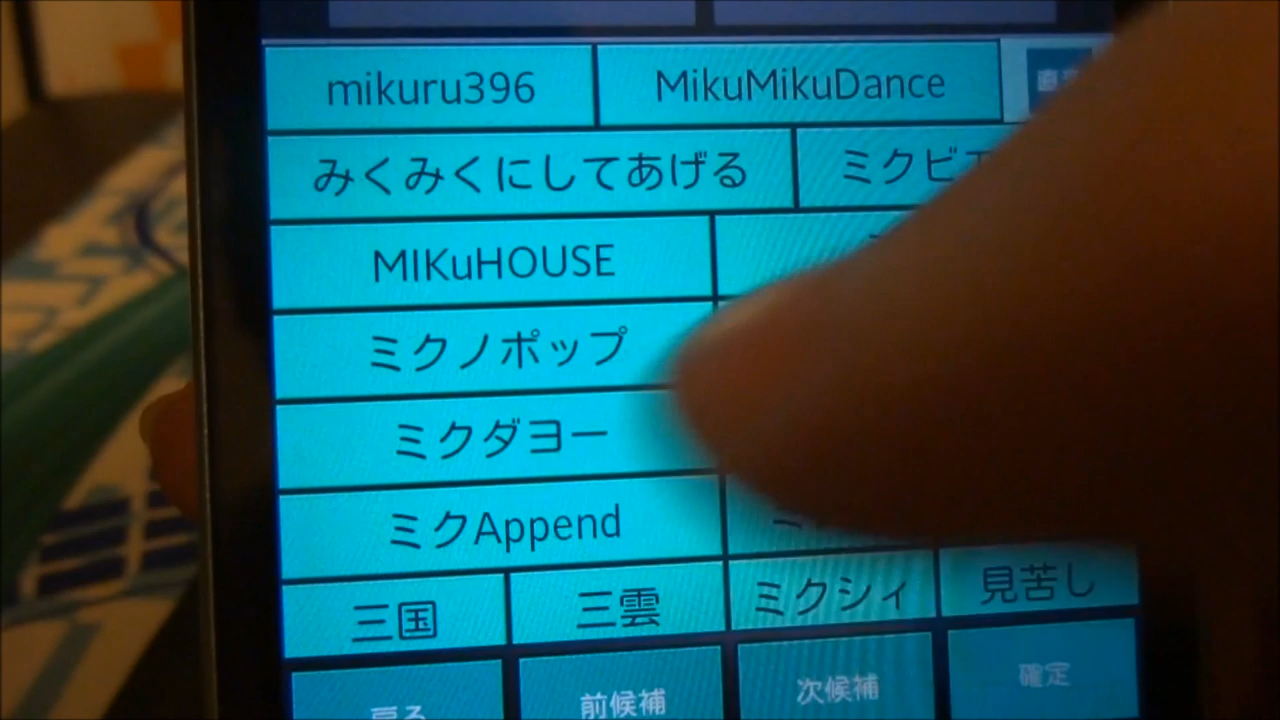 mikuru396 MikuMikuDance
みくみくにしてあげる ミクビ
MIKuHOUSE
ミクノポップ
ミクダヨー
ミクAppend
三国 三雲 ミクシィ 見苦し
戻る 前候補 次候補 確定